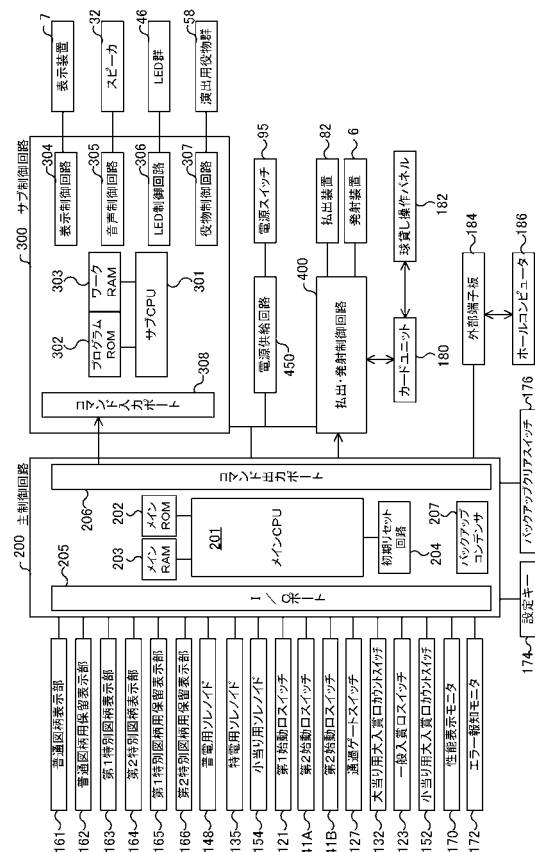 161 普通図柄表示部
162 普通図柄用保留表示部
163 第1特別図柄表示部
164 第2特別図柄表示部
165 第1特別図柄用保留表示部
166 第2特別図柄用保留表示部
148 普電用ソレノイド
135 特電用ソレノイド
154 小当り用ソレノイド
121 第1始動口スイッチ
141A 第2始動口スイッチ
141B 第2始動口スイッチ
127 通過ゲートスイッチ
132 大当り用大入賞口カウントスイッチ
123 一般入賞口スイッチ
152 小当り用大入賞口カウントスイッチ
170 性能表示モニタ
172 エラー報知モニタ
200 主制御回路
205
I/Oポート
203 メインRAM
202 メインROM
201
メインCPU
初期リセット回路
204
207
バックアップコンデンサ
206
コマンド出力ポート
174 設定キー
バックアップクリアスイッチ 176
300 サブ制御回路
コマンド入力ポート
308
302 プログラムROM
303 ワークRAM
サブCPU
301
表示制御回路 304
音声制御回路 305
LED制御回路 306
役物制御回路 307
表示装置 7
スピーカ 32
LED群 46
演出用役物群 58
電源供給回路
450
電源スイッチ 95
払出・発射制御回路
400
払出装置 82
発射装置 6
カードユニット
180
球貸し操作パネル
182
外部端子板 184
ホールコンピュータ 186